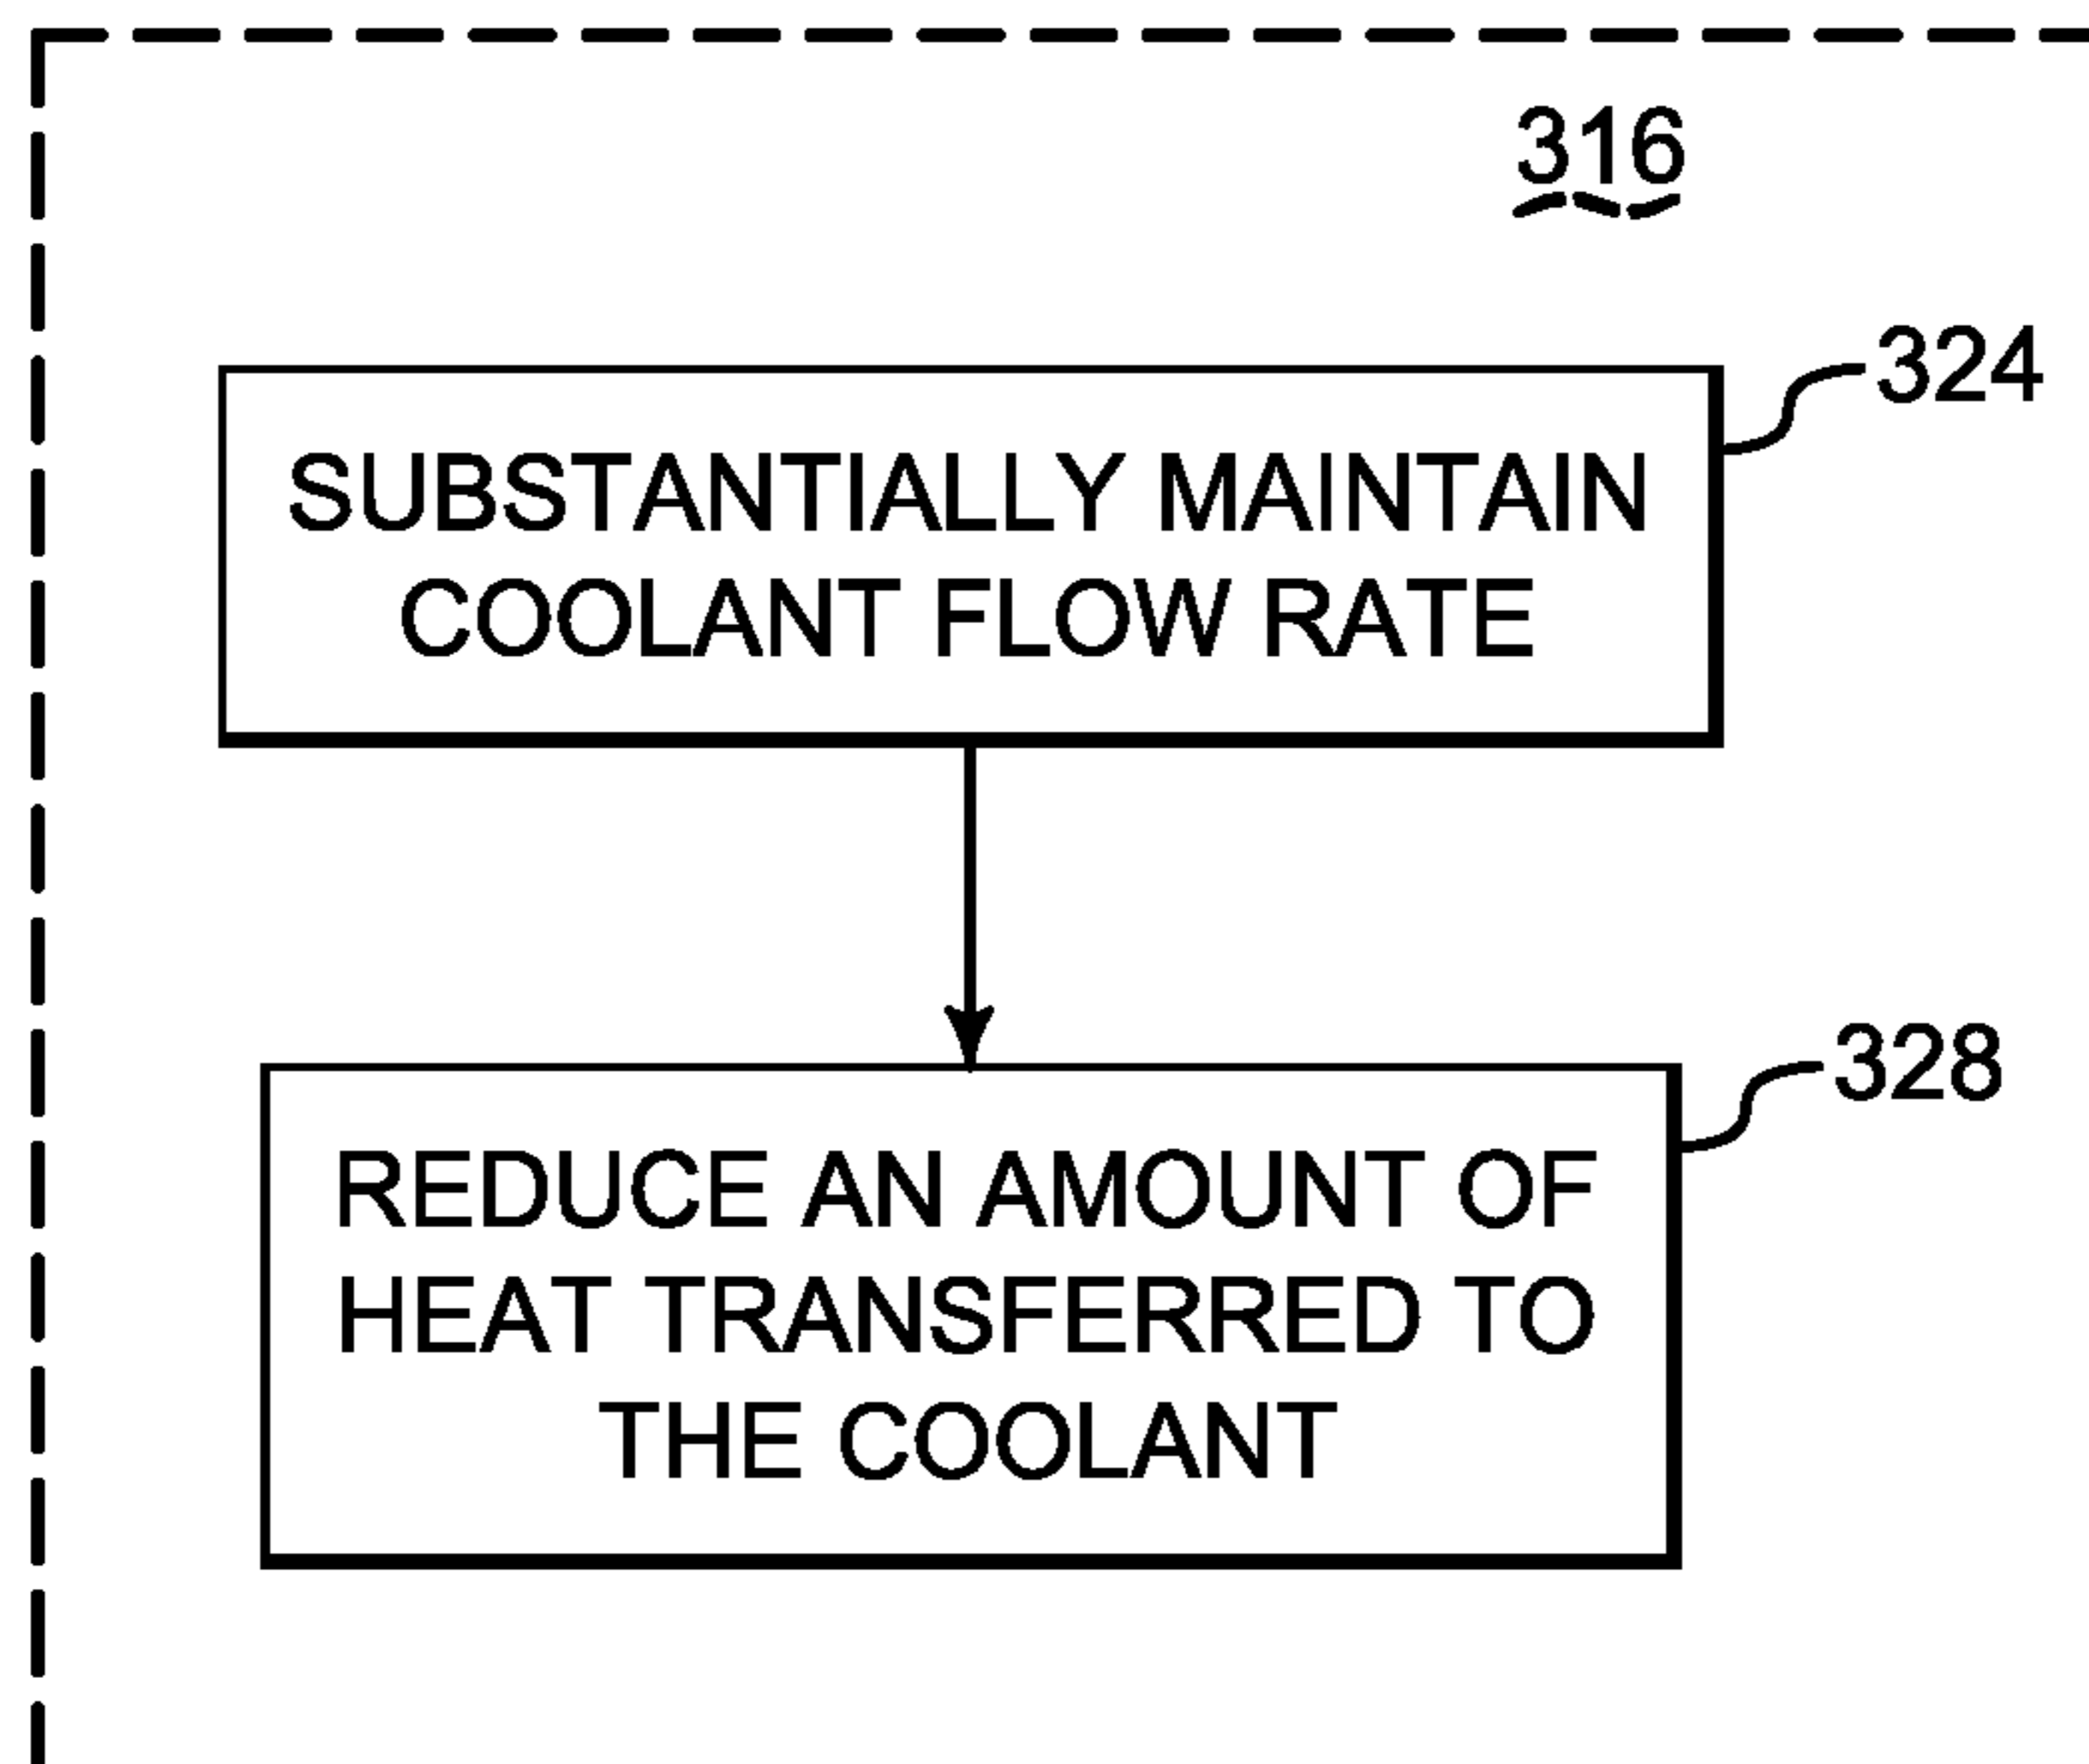 316
324
SUBSTANTIALLY MAINTAIN
COOLANT FLOW RATE
328
REDUCE AN AMOUNT OF
HEAT TRANSFERRED TO
THE COOLANT